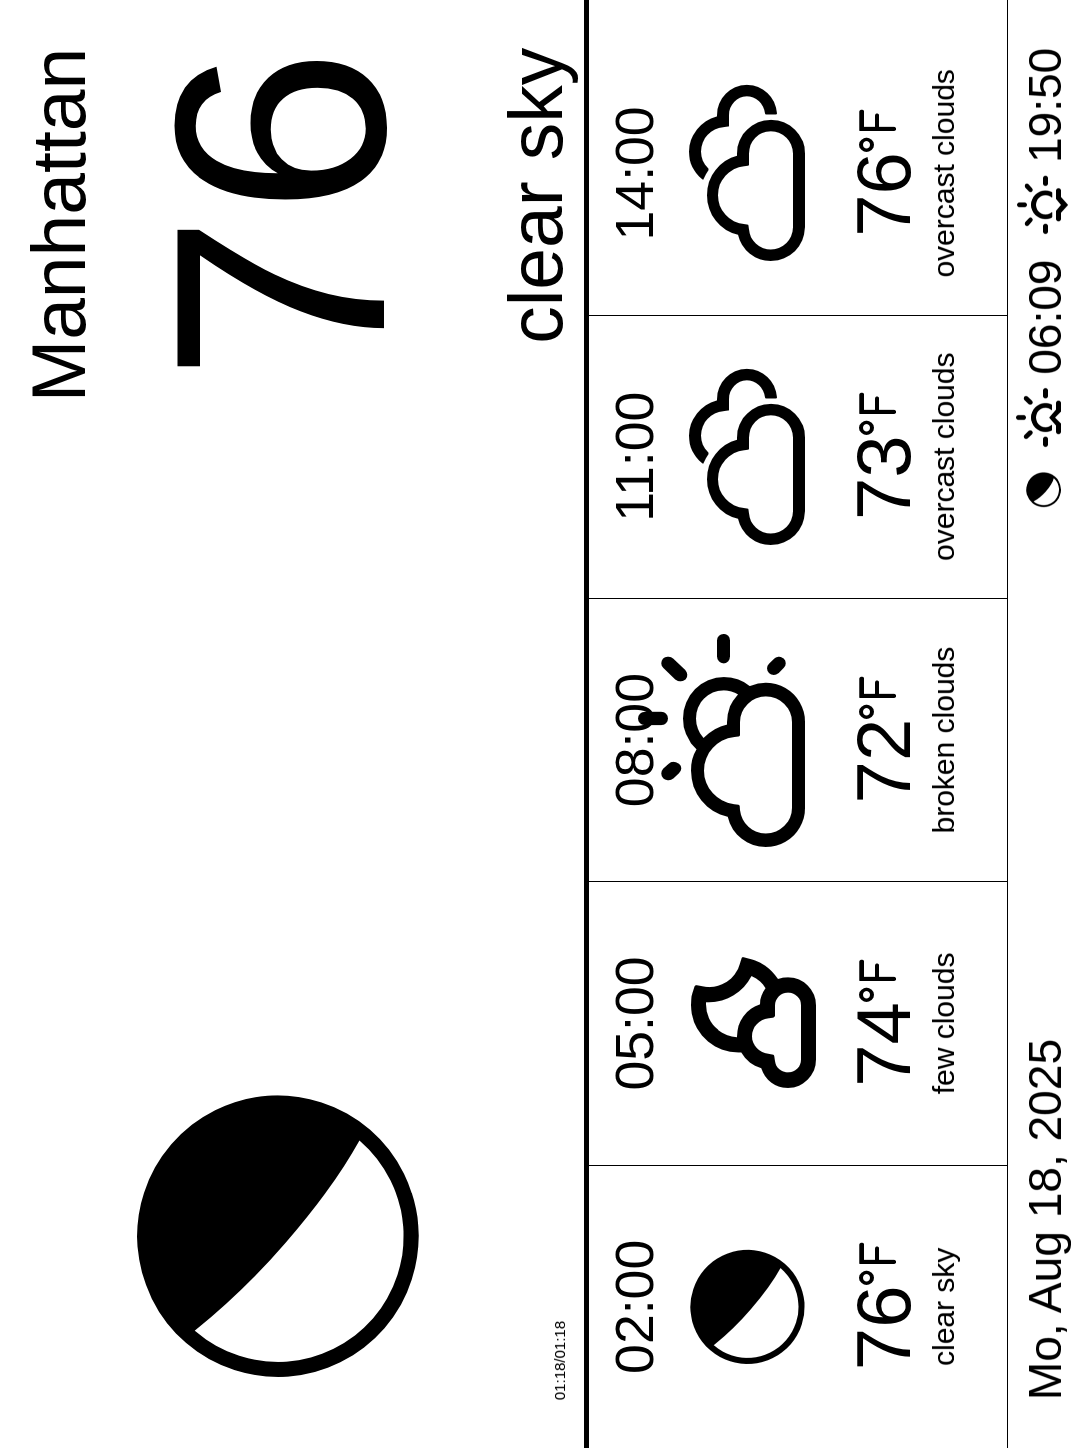 Manhattan
76
clear sky
01:18/01:18
02:00
05:00
08:00
11:00
14:00
76°F
74°F
72°F
73°F
76°F
clear sky
few clouds
broken clouds
overcast clouds
overcast clouds
Mo, Aug 18, 2025
06:09
19:50